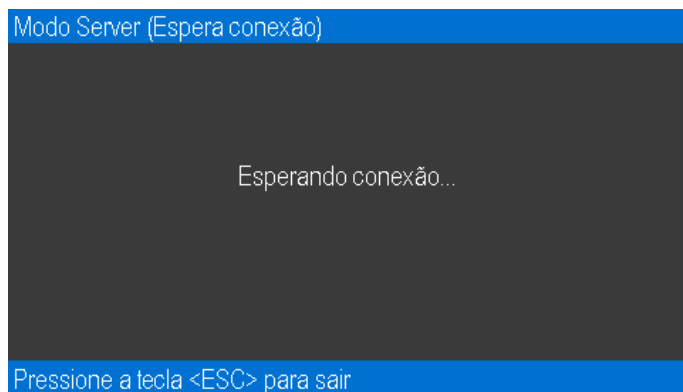 Modo Server (Espera conexão)
Esperando conexão...
Pressione a tecla <ESC> para sair